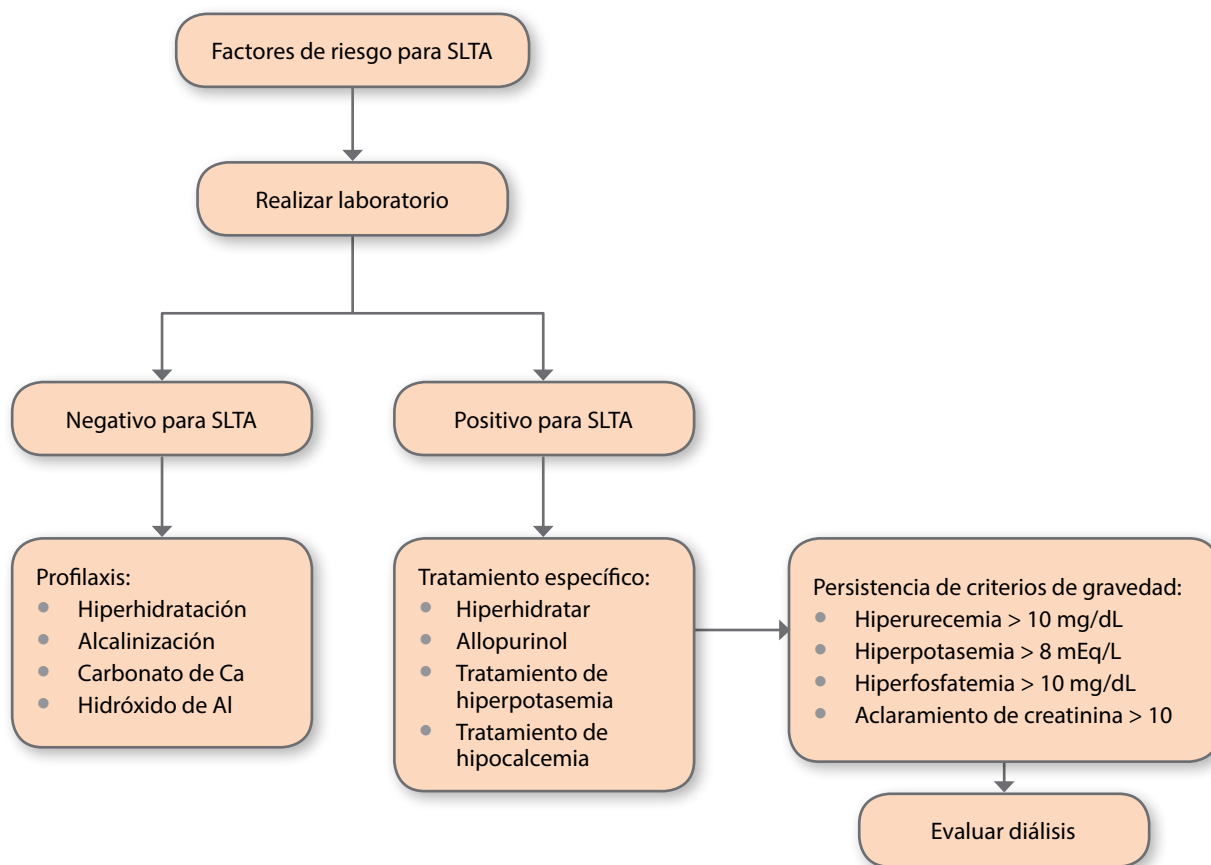 Factores de riesgo para SLTA
Realizar laboratorio
Negativo para SLTA
Positivo para SLTA
Profilaxis:
● Hiperhidratación
● Alcalinización
● Carbonato de Ca
● Hidróxido de Al
Tratamiento específico:
● Hiperhidratar
● Allopurinol
● Tratamiento de
hiperpotasemia
● Tratamiento de
hipocalcemia
Persistencia de criterios de gravedad:
● Hiperurecemia > 10 mg/dL
● Hiperpotasemia > 8 mEq/L
● Hiperfosfatemia > 10 mg/dL
● Aclaramiento de creatinina > 10
Evaluar diálisis